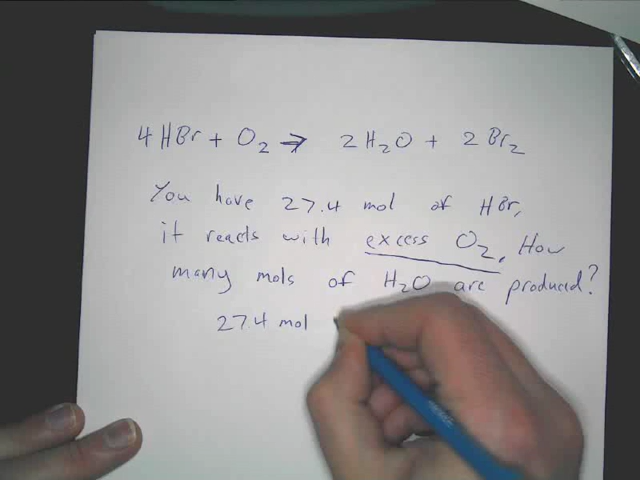 4HBr + O₂ → 2H₂O + 2Br₂
You have 27.4 mol of HBr,
it reacts with excess O₂. How
many mols of H₂O are produced?
27.4 mol